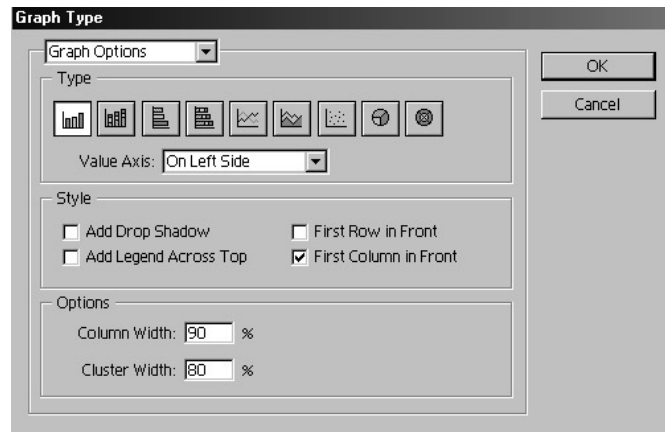 Graph Type
Graph Options
OK
Cancel
Type
Value Axis: On Left Side
Style
Add Drop Shadow
First Row in Front
Add Legend Across Top
First Column in Front
Options
Column Width: 90 %
Cluster Width: 80 %